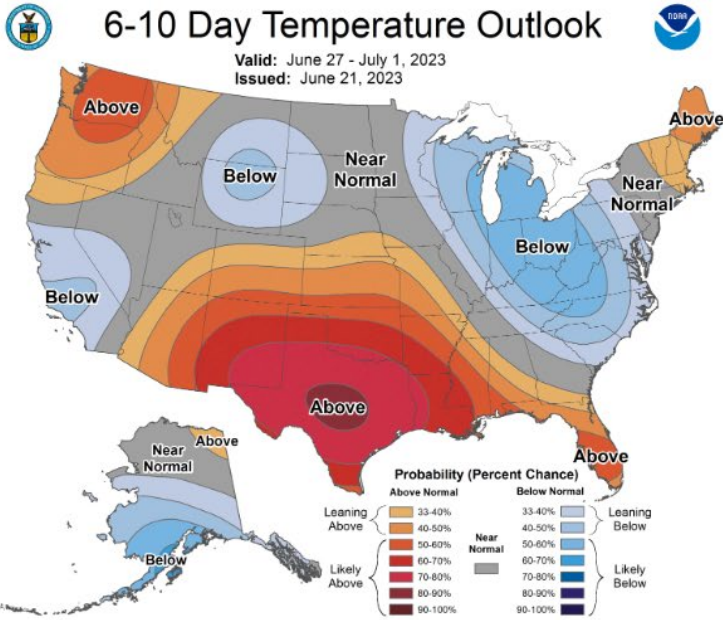 6-10 Day Temperature Outlook
Valid: June 27 - July 1, 2023
Issued: June 21, 2023
NOAA
Above
Above
Below
Near
Normal
Near
Normal
Below
Below
Above
Above
Near
Normal
Above
Below
Probability (Percent Chance)
Above Normal
Below Normal
Leaning
Above
33-40%
40-50%
Likely
Above
50-60%
60-70%
70-80%
80-90%
90-100%
Near
Normal
33-40%
40-50%
Leaning
Below
50-60%
60-70%
70-80%
80-90%
90-100%
Likely
Below